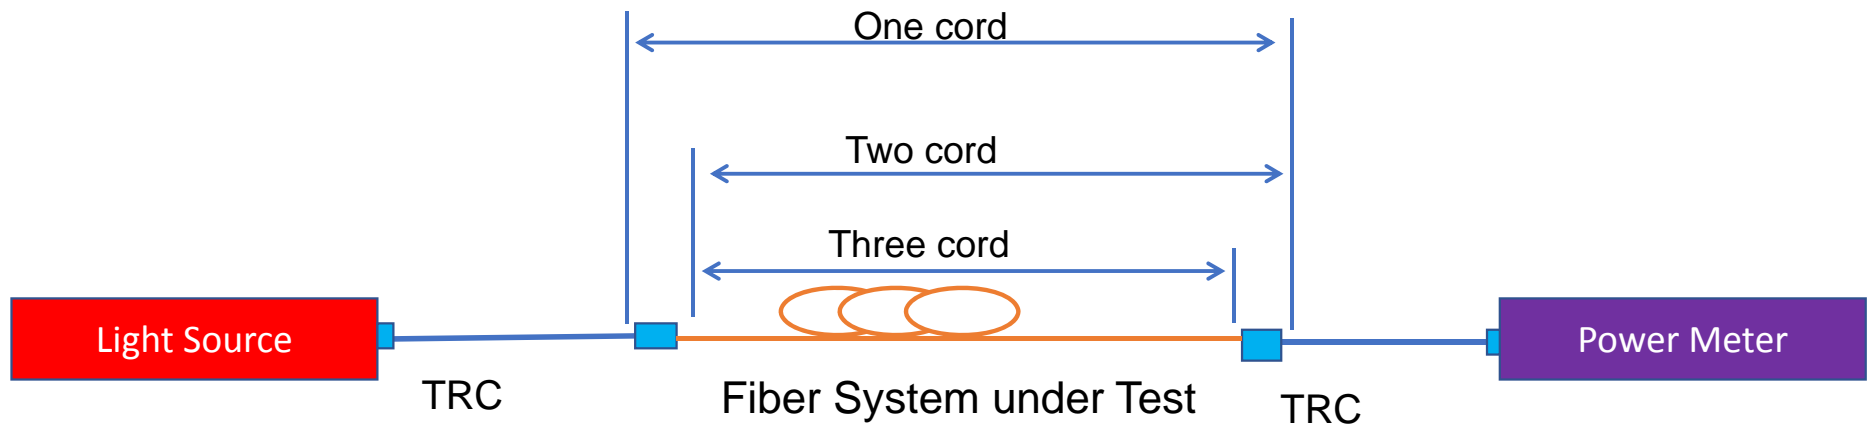 One cord
Two cord
Three cord
Light Source
Power Meter
TRC
Fiber System under Test
TRC